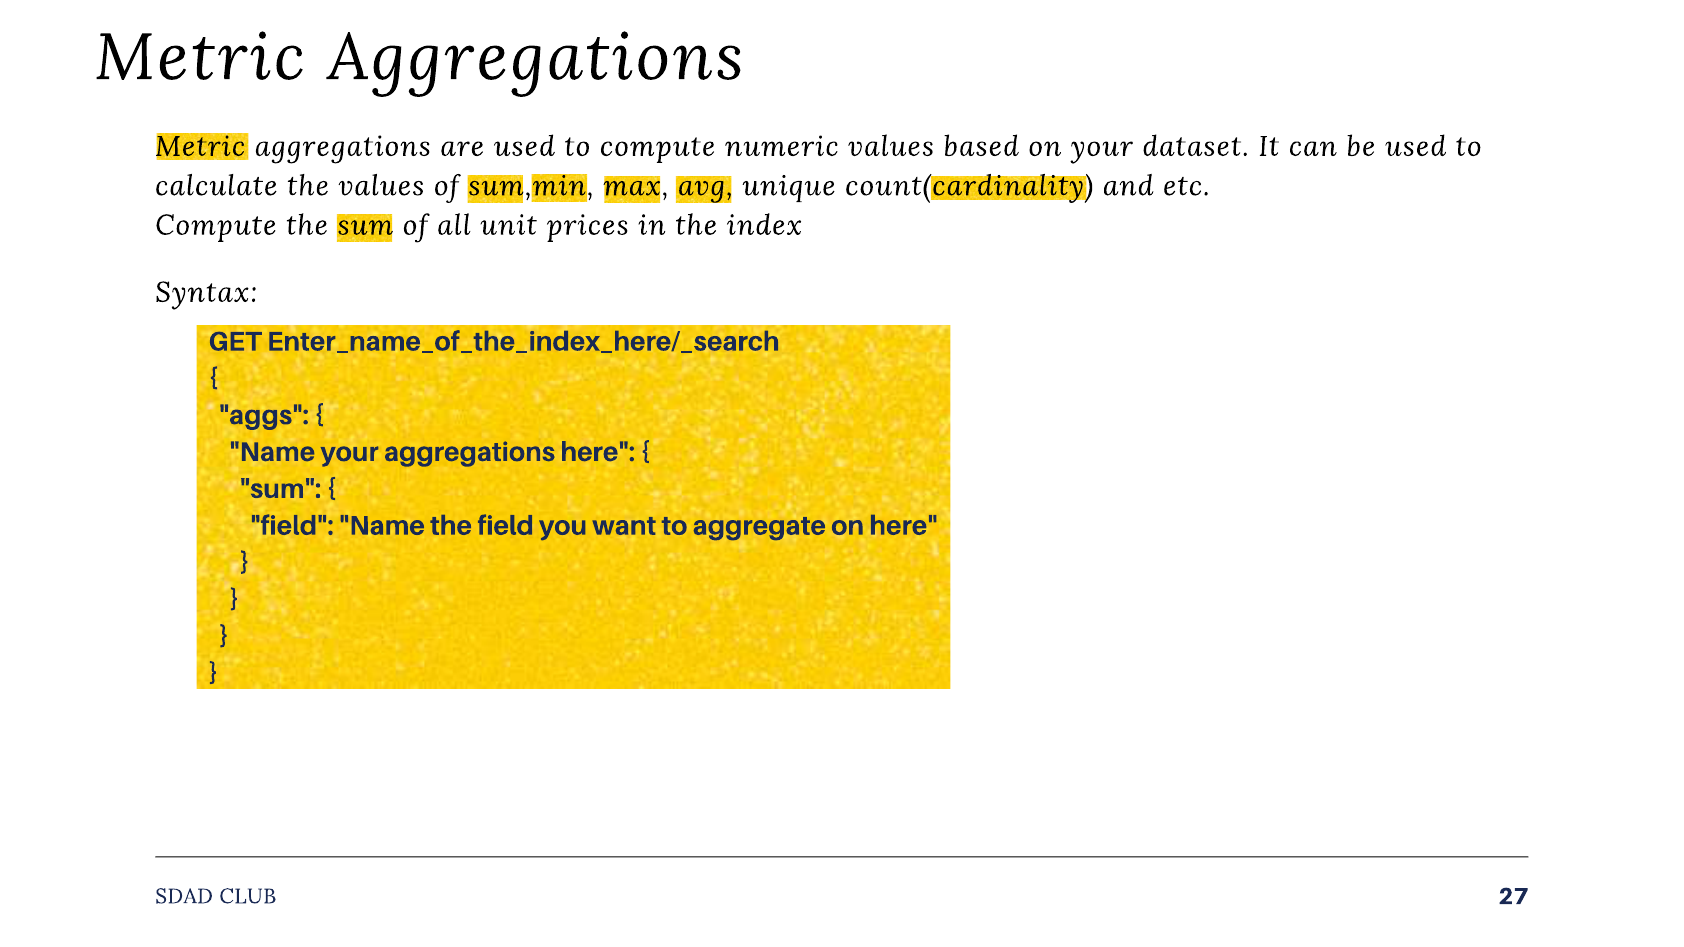 Metric Aggregations
Metric aggregations are used to compute numeric values based on your dataset. It can be used to
calculate the values of sum,min, max, avg, unique count(cardinality) and etc.
Compute the sum of all unit prices in the index
Syntax:
GET Enter_name_of_the_index_here/_search
{
"aggs": {
"Name your aggregations here": {
"sum": {
"field": "Name the field you want to aggregate on here"
}
}
}
}
SDAD CLUB
27